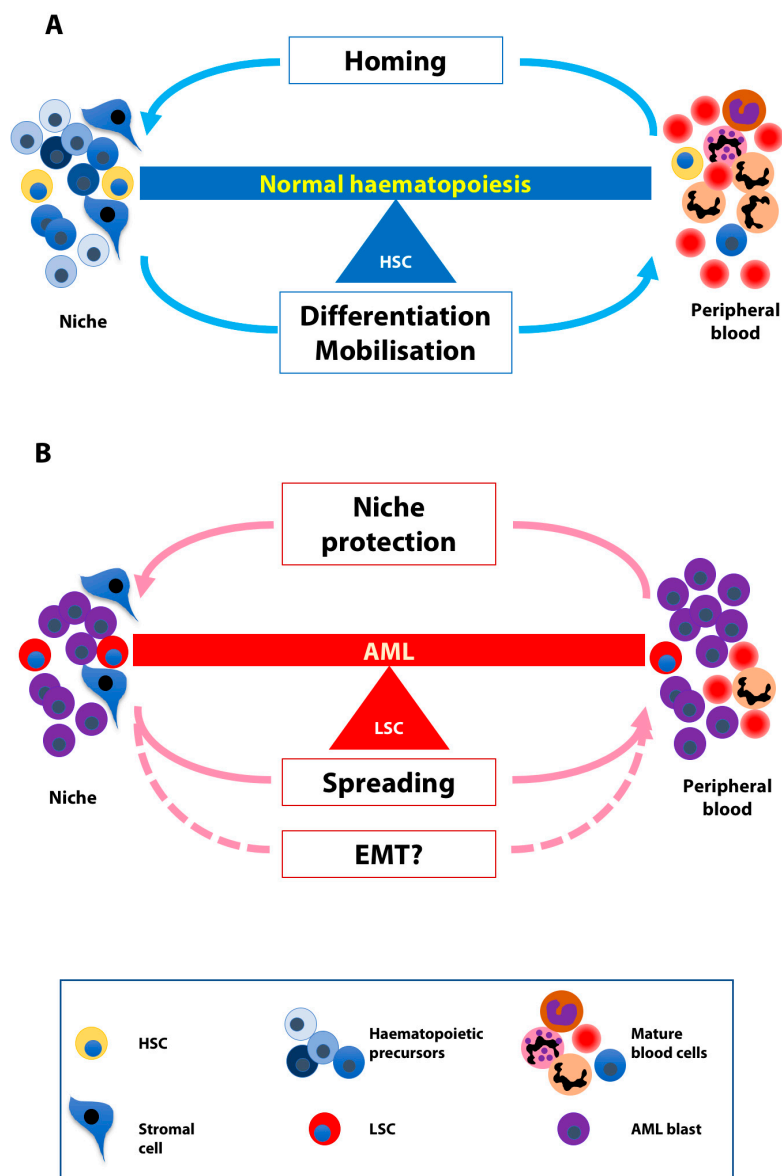 A
Homing
Normal haematopoiesis
HSC
Niche
Differentiation
Mobilisation
Peripheral
blood
B
Niche
protection
AML
LSC
Niche
Spreading
Peripheral
blood
EMT?
HSC
Haematopoietic
precursors
Mature
blood cells
Stromal
cell
LSC
AML blast